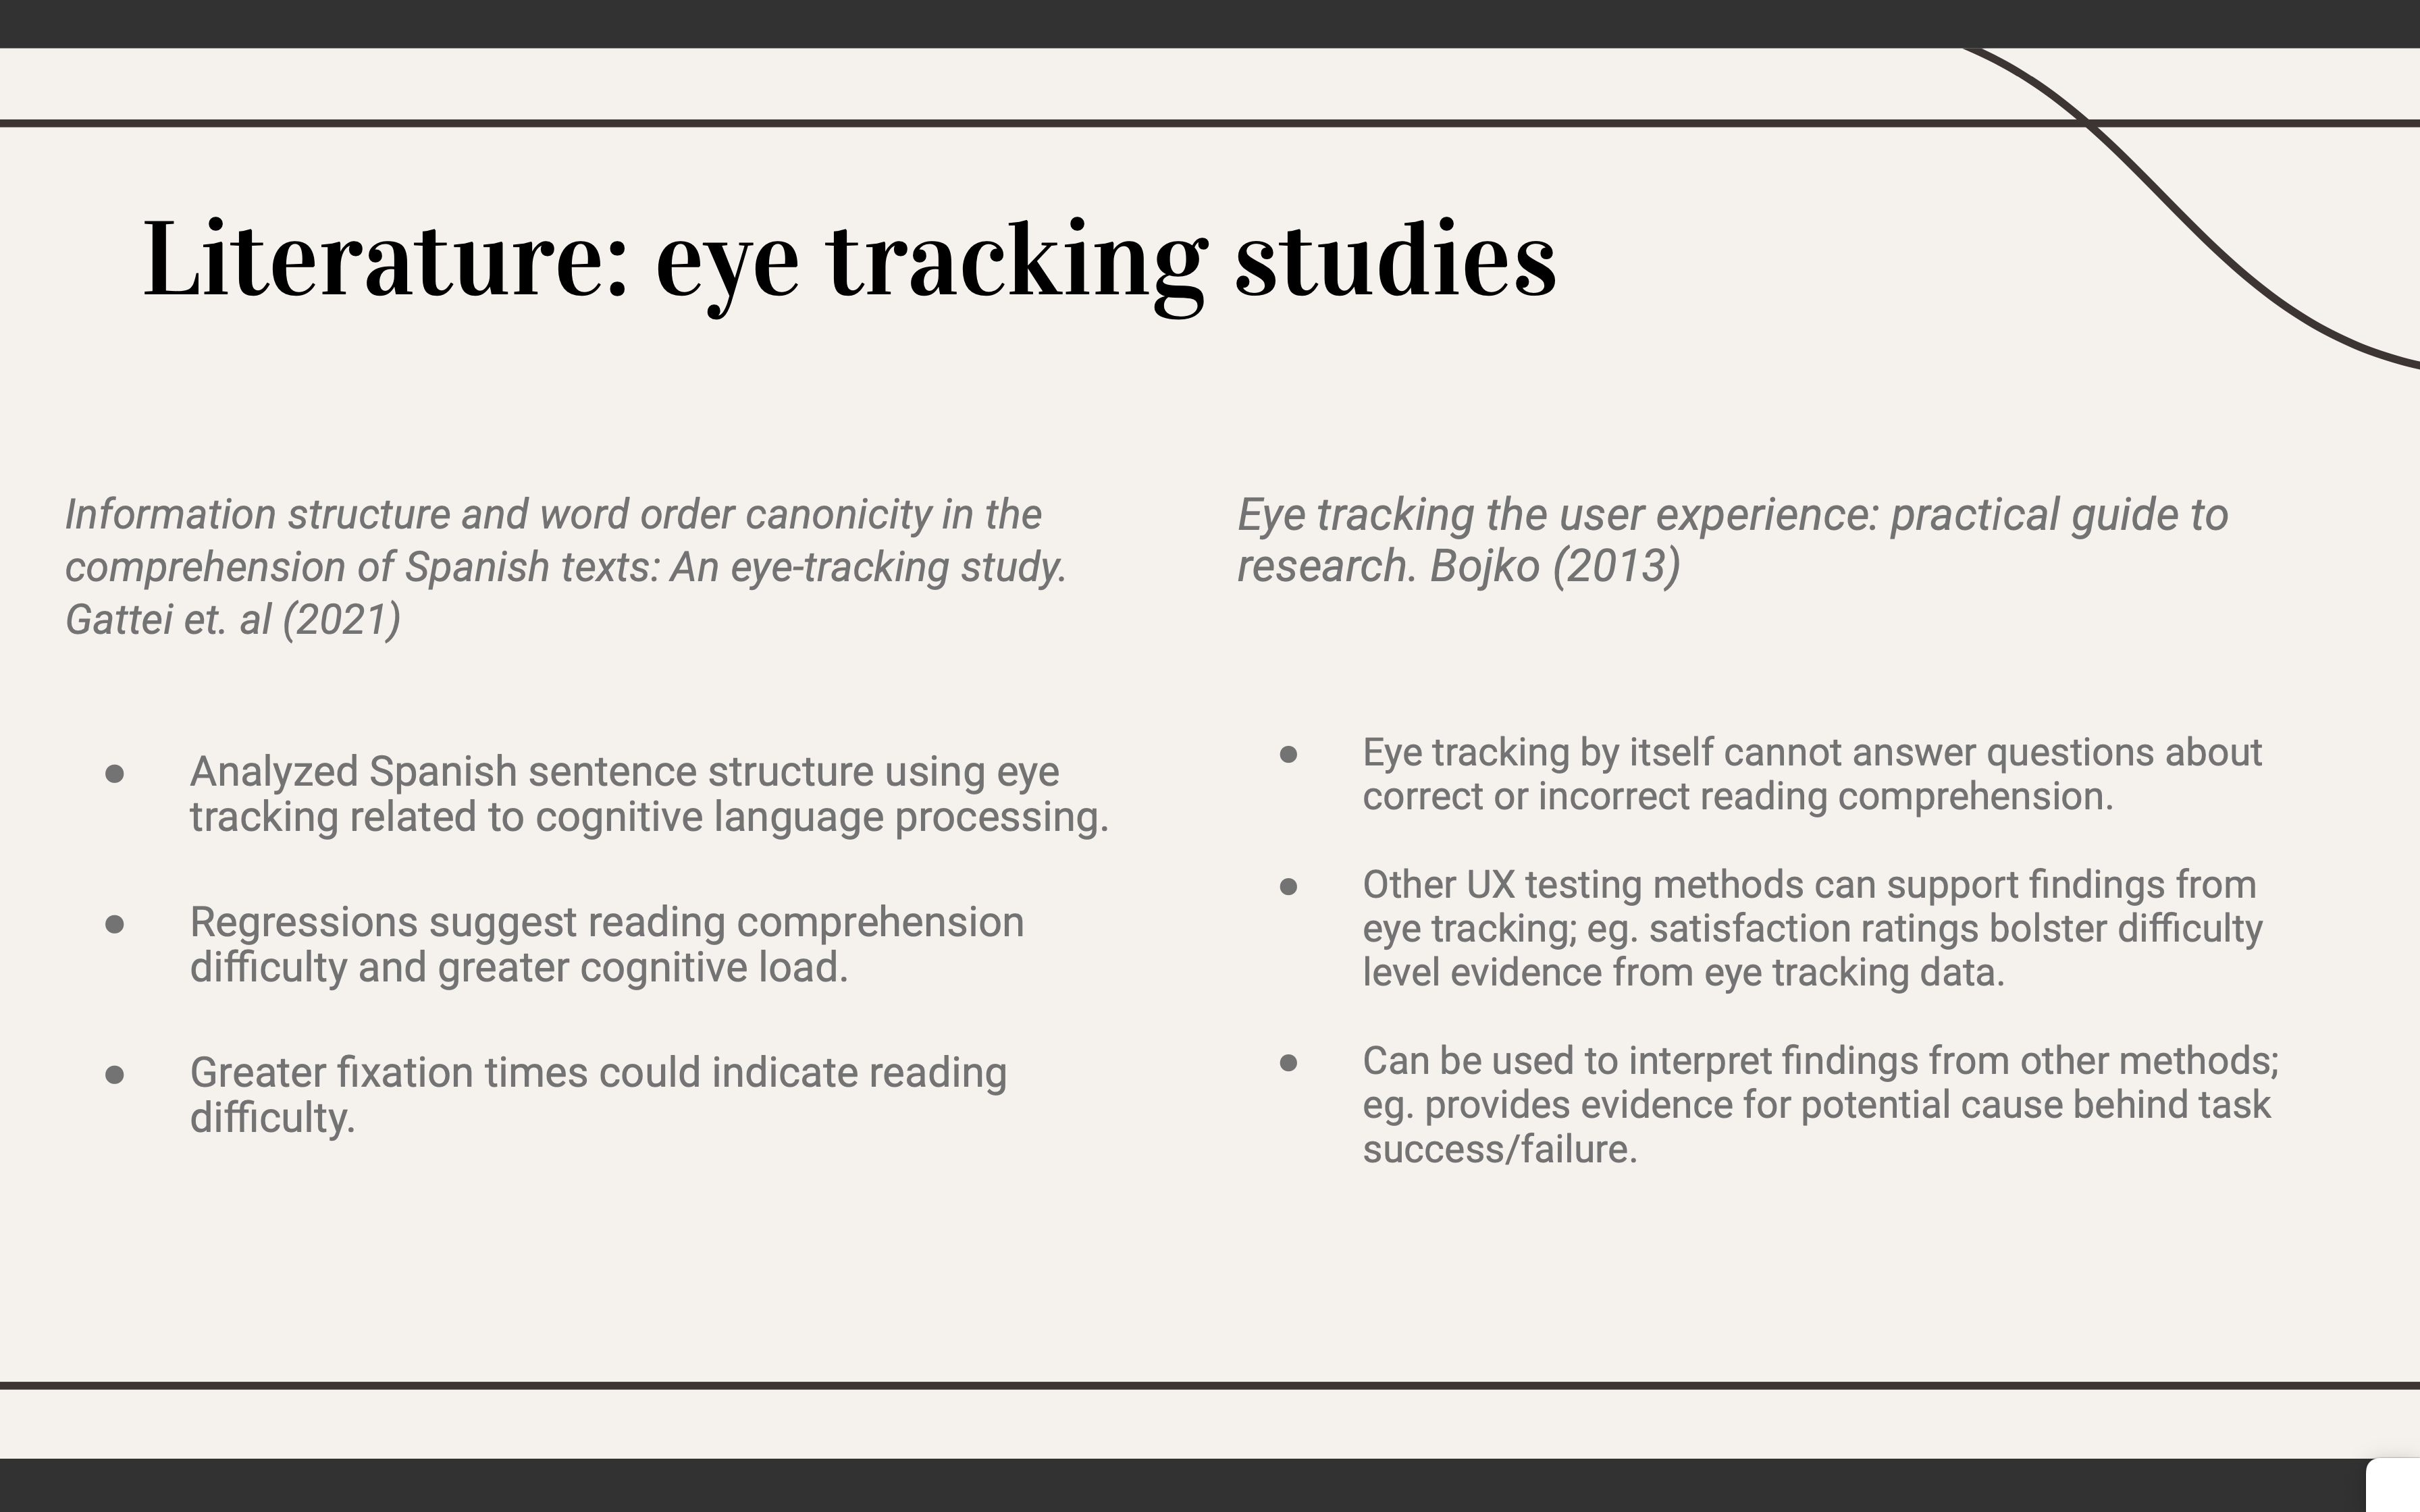 Literature: eye tracking studies
Information structure and word order canonicity in the
comprehension of Spanish texts: An eye-tracking study.
Gattei et. al (2021)
● Analyzed Spanish sentence structure using eye
tracking related to cognitive language processing.
● Regressions suggest reading comprehension
difficulty and greater cognitive load.
● Greater fixation times could indicate reading
difficulty.
Eye tracking the user experience: practical guide to
research. Bojko (2013)
● Eye tracking by itself cannot answer questions about
correct or incorrect reading comprehension.
● Other UX testing methods can support findings from
eye tracking; eg. satisfaction ratings bolster difficulty
level evidence from eye tracking data.
● Can be used to interpret findings from other methods;
eg. provides evidence for potential cause behind task
success/failure.